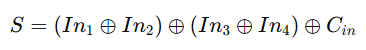 S = (In₁ ⊕ In₂) ⊕ (In₃ ⊕ In₄) ⊕ Cᵢₙ